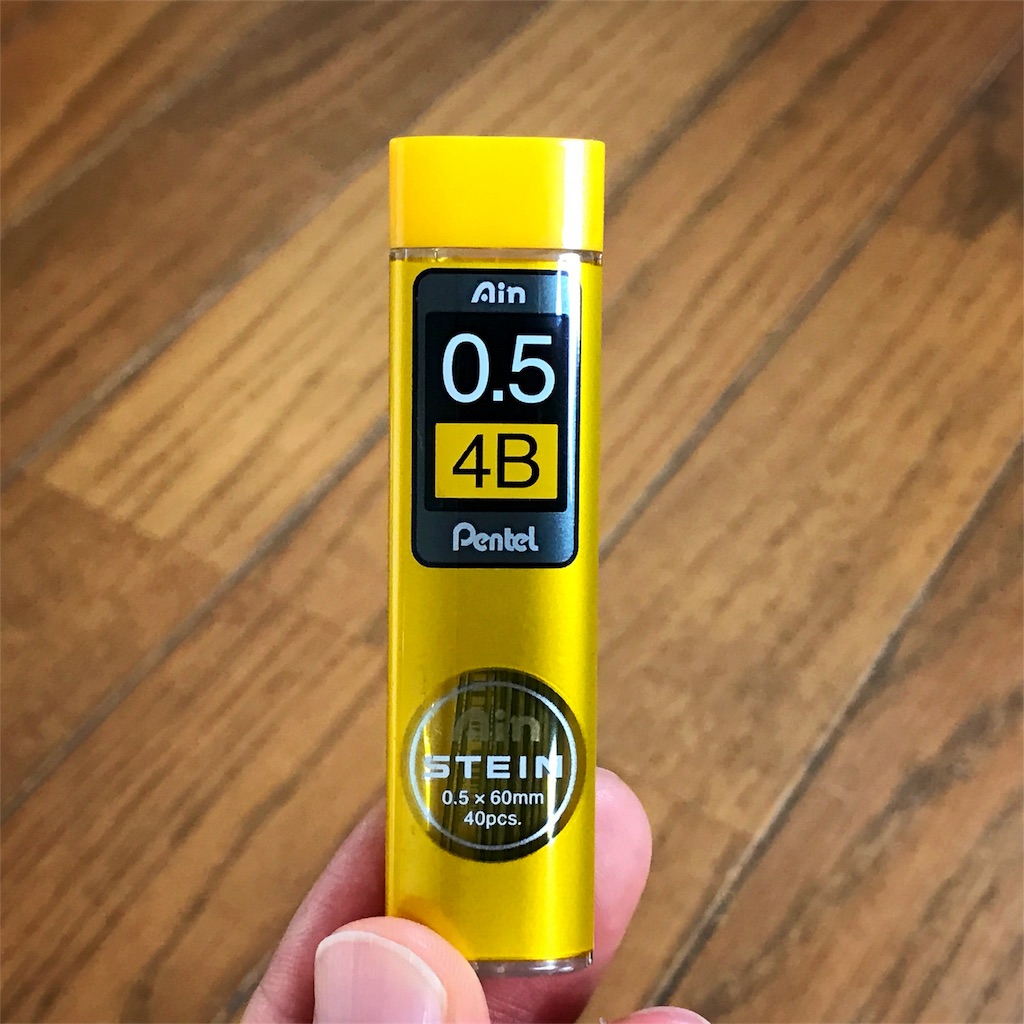 Ain
0.5
4B
Pentel
Ain
STEIN
0.5 × 60mm
40pcs.